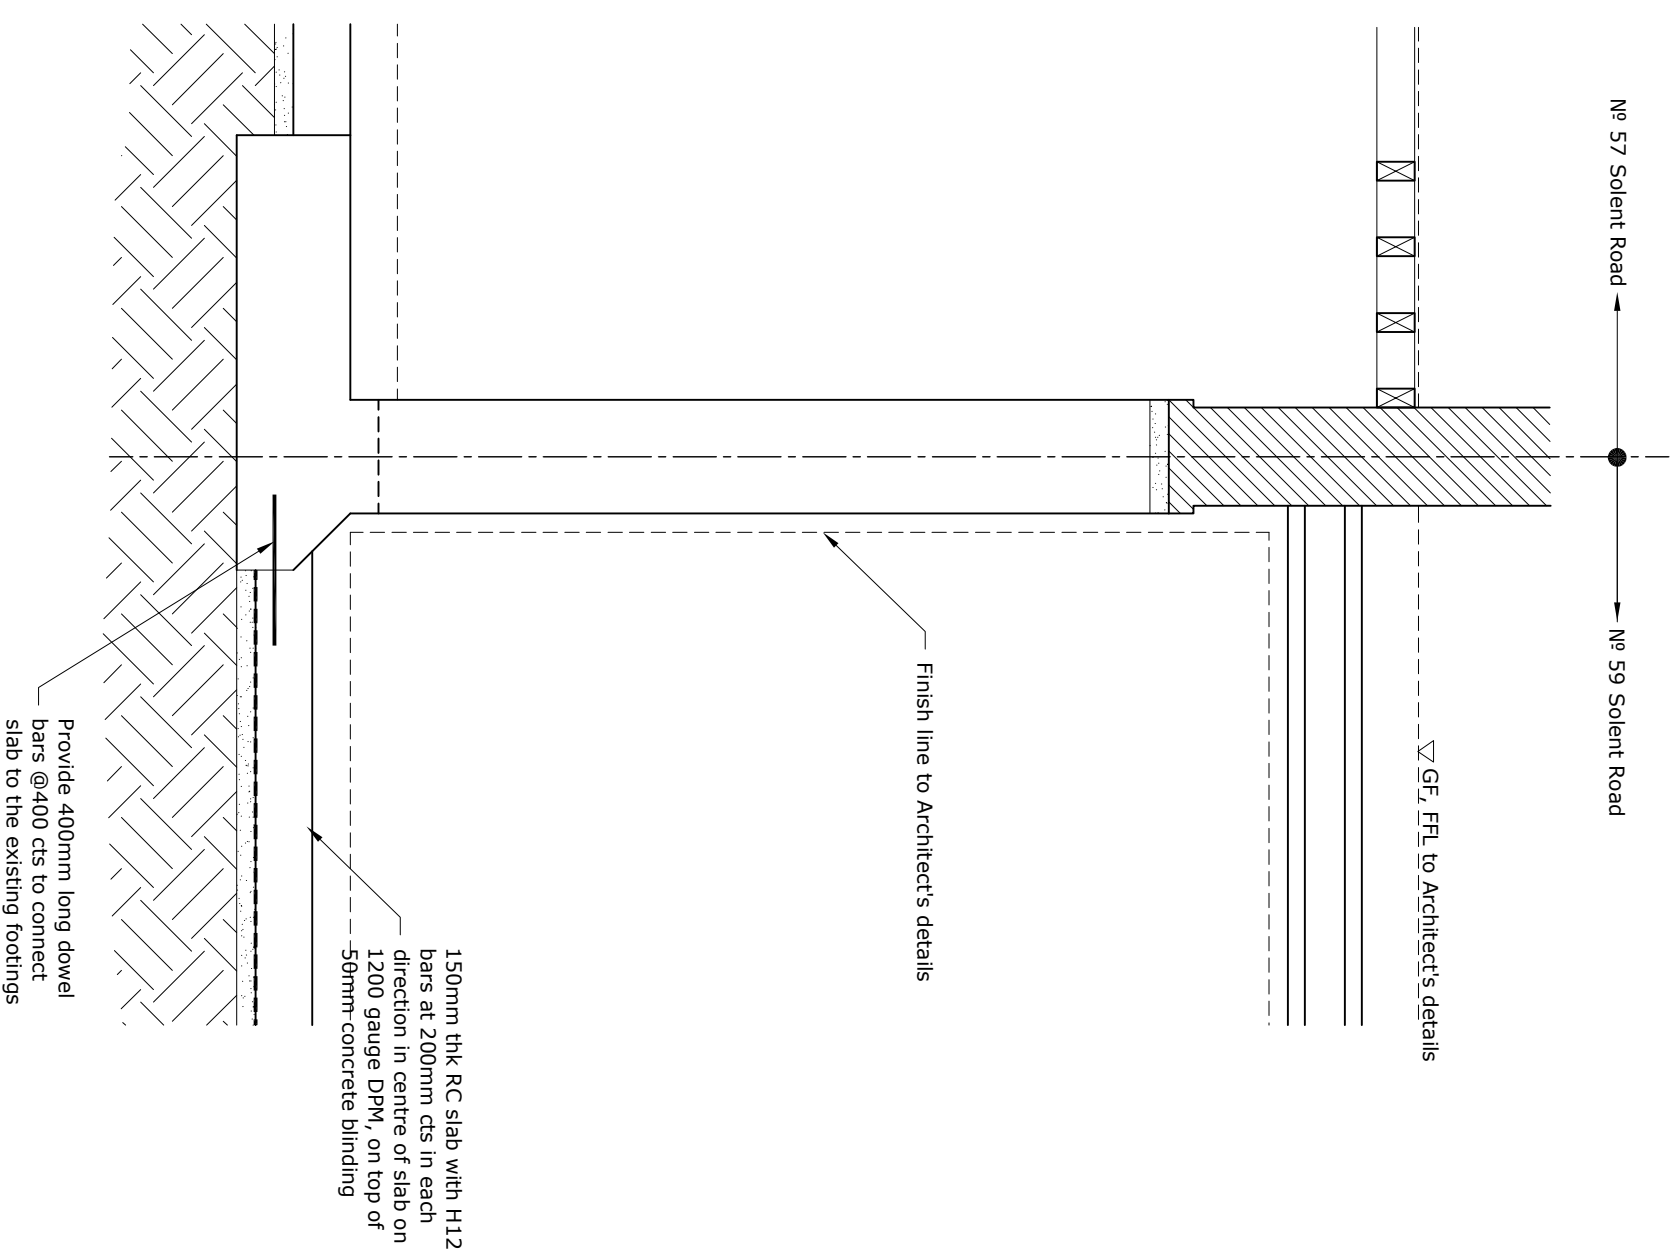 № 57 Solent Road
№ 59 Solent Road
GF, FFL to Architect's details
Finish line to Architect's details
150mm thk RC slab with H12
bars at 200mm cts in each
direction in centre of slab on
1200 gauge DPM, on top of
50mm concrete blinding
Provide 400mm long dowel
bars @400 cts to connect
slab to the existing footings